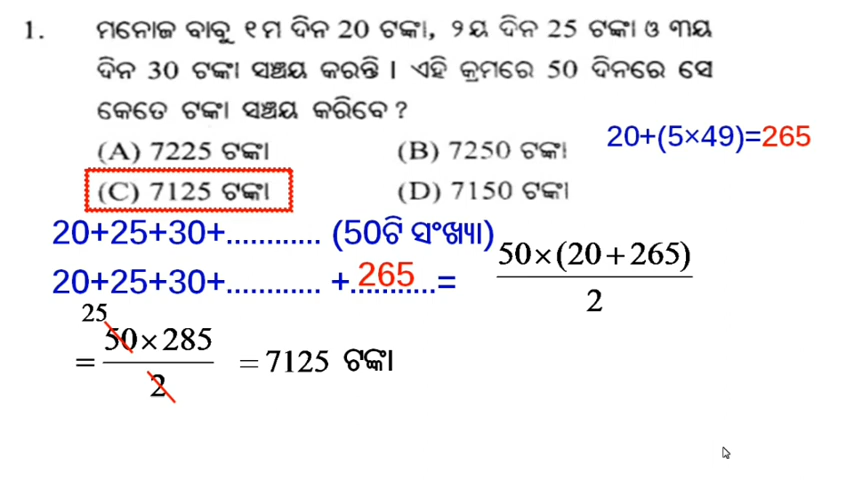 1. ମନୋଜ ବାବୁ ୧ମ ଦିନ 20 ଟଙ୍କା, ୨ୟ ଦିନ 25 ଟଙ୍କା ଓ ୩ୟ
ଦିନ 30 ଟଙ୍କା ସଞ୍ଚୟ କରନ୍ତି । ଏହି କ୍ରମରେ 50 ଦିନରେ ସେ
କେତେ ଟଙ୍କା ସଞ୍ଚୟ କରିବେ ?
20+(5×49)=265
(A) 7225 ଟଙ୍କା (B) 7250 ଟଙ୍କା
(C) 7125 ଟଙ୍କା (D) 7150 ଟଙ୍କା
20+25+30+............ (50ଟି ସଂଖ୍ୟା)
20+25+30+............ +...265...=
50×(20+265)
2
25
= 50×285
2
= 7125 ଟଙ୍କା